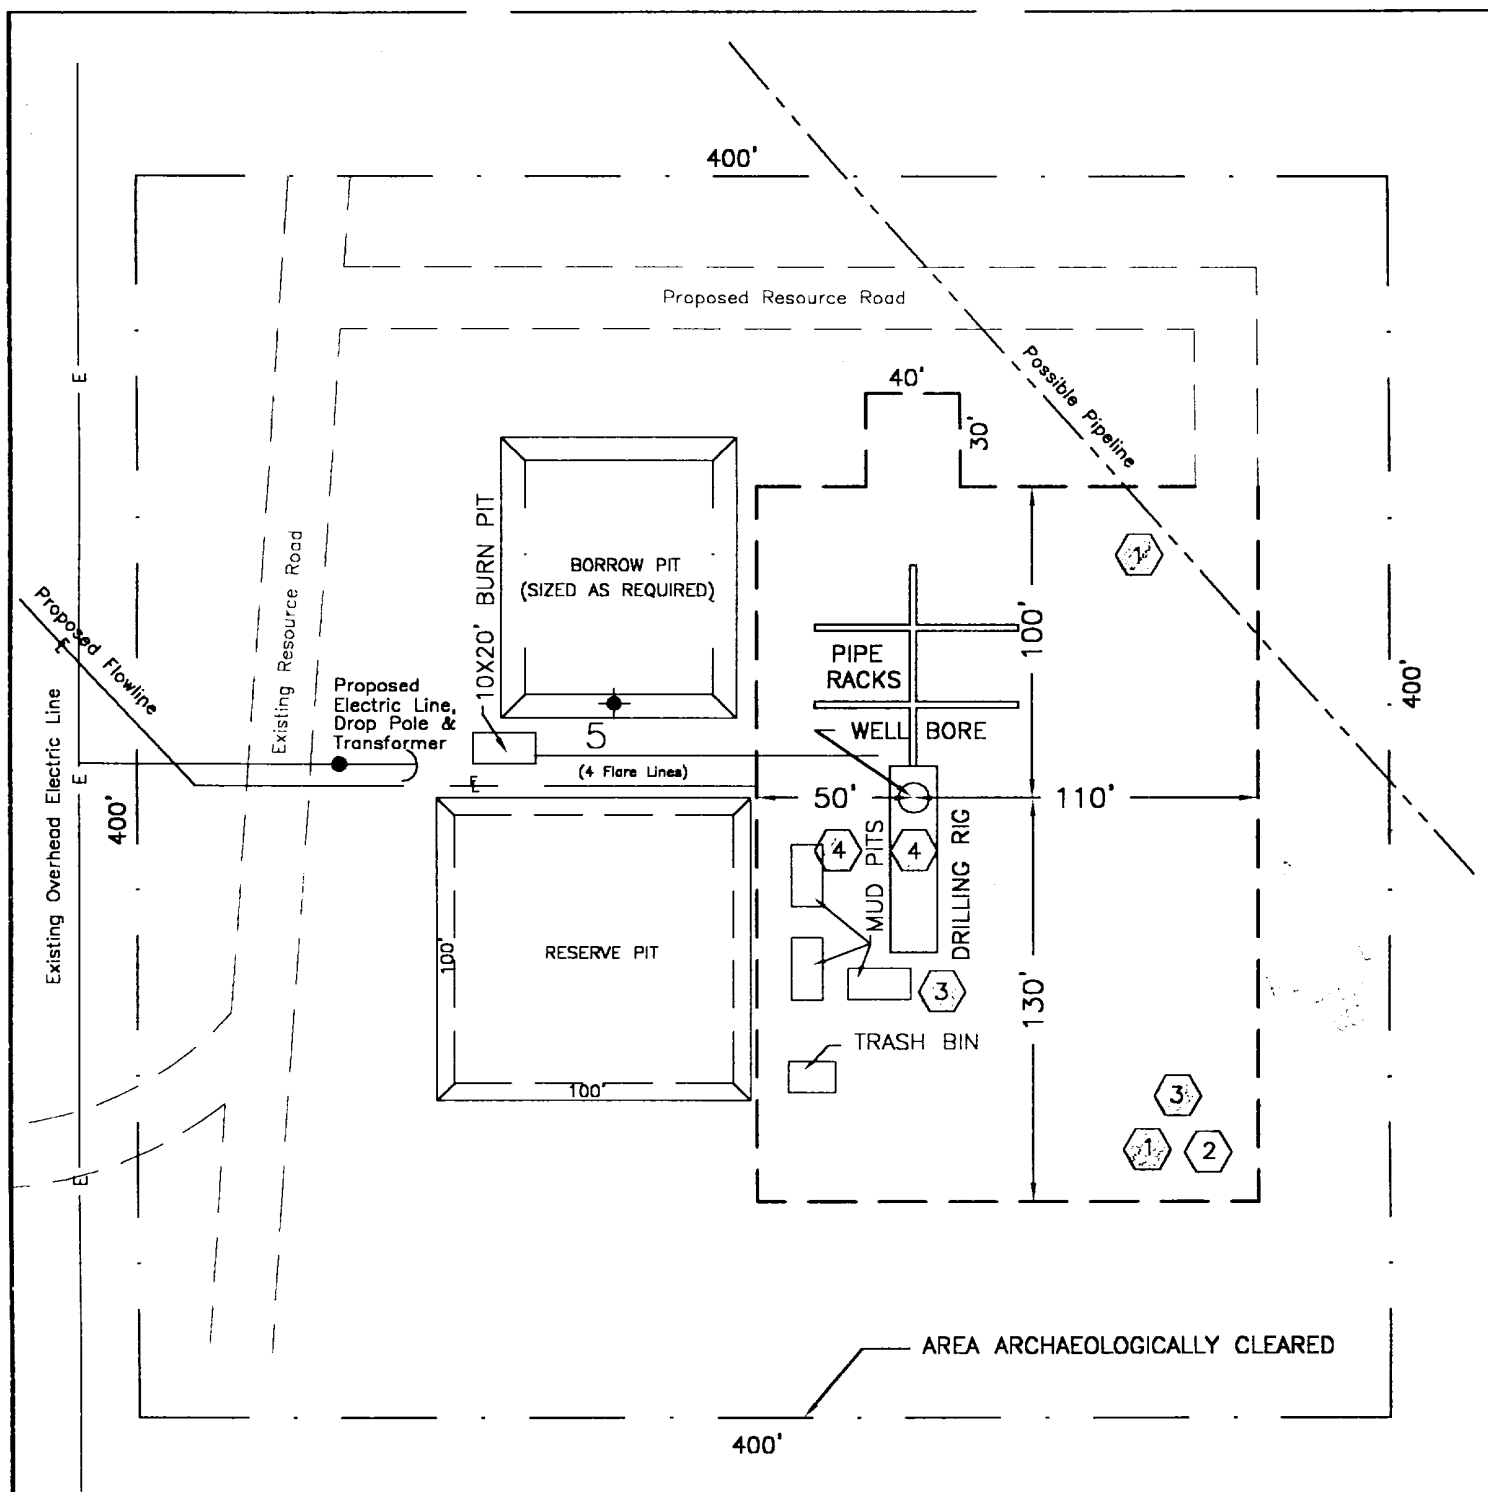 400'
Proposed Resource Road
40'
30'
Possible Pipeline
E
1
10X20' BURN PIT
BORROW PIT
(SIZED AS REQUIRED)
100'
Existing Resource Road
Proposed Flowline
E
PIPE
RACKS
400'
Proposed
Electric Line,
Drop Pole &
Transformer
WELL BORE
5
(4 Flare Lines)
E
E
50'
110'
400'
Existing Overhead Electric Line
4
4
MUD PITS
DRILLING RIG
RESERVE PIT
100'
100'
3
130'
TRASH BIN
3
1
2
E
AREA ARCHAEOLOGICALLY CLEARED
400'